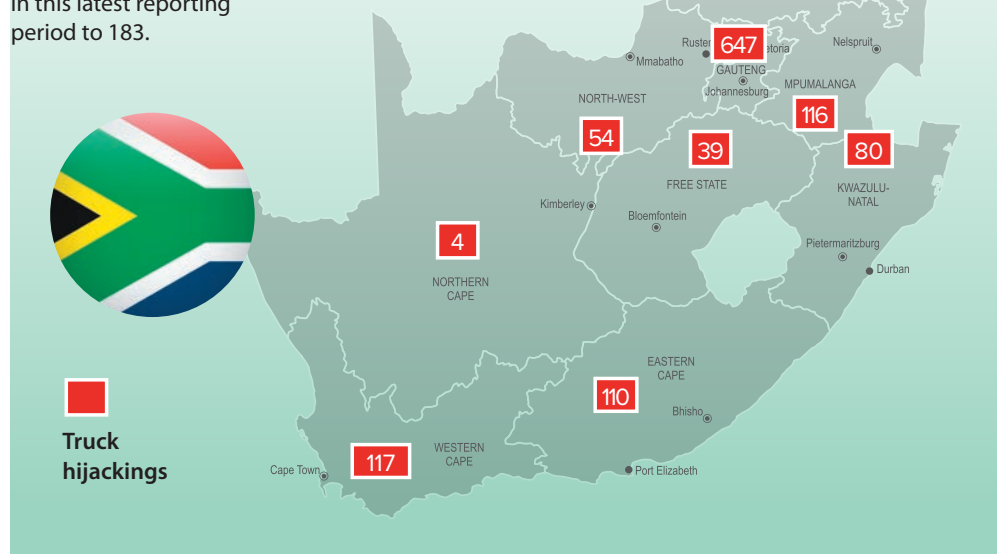 in this latest reporting
period to 183.
647
Nelspruit
Mmabatho
GAUTENG
Johannesburg
MPUMALANGA
NORTH-WEST
116
54
39
80
FREE STATE
KWAZULU-
NATAL
Kimberley
Bloemfontein
4
Pietermaritzburg
Durban
NORTHERN
CAPE
EASTERN
CAPE
110
Bhisho
Truck
hijackings
WESTERN
CAPE
117
Cape Town
Port Elizabeth